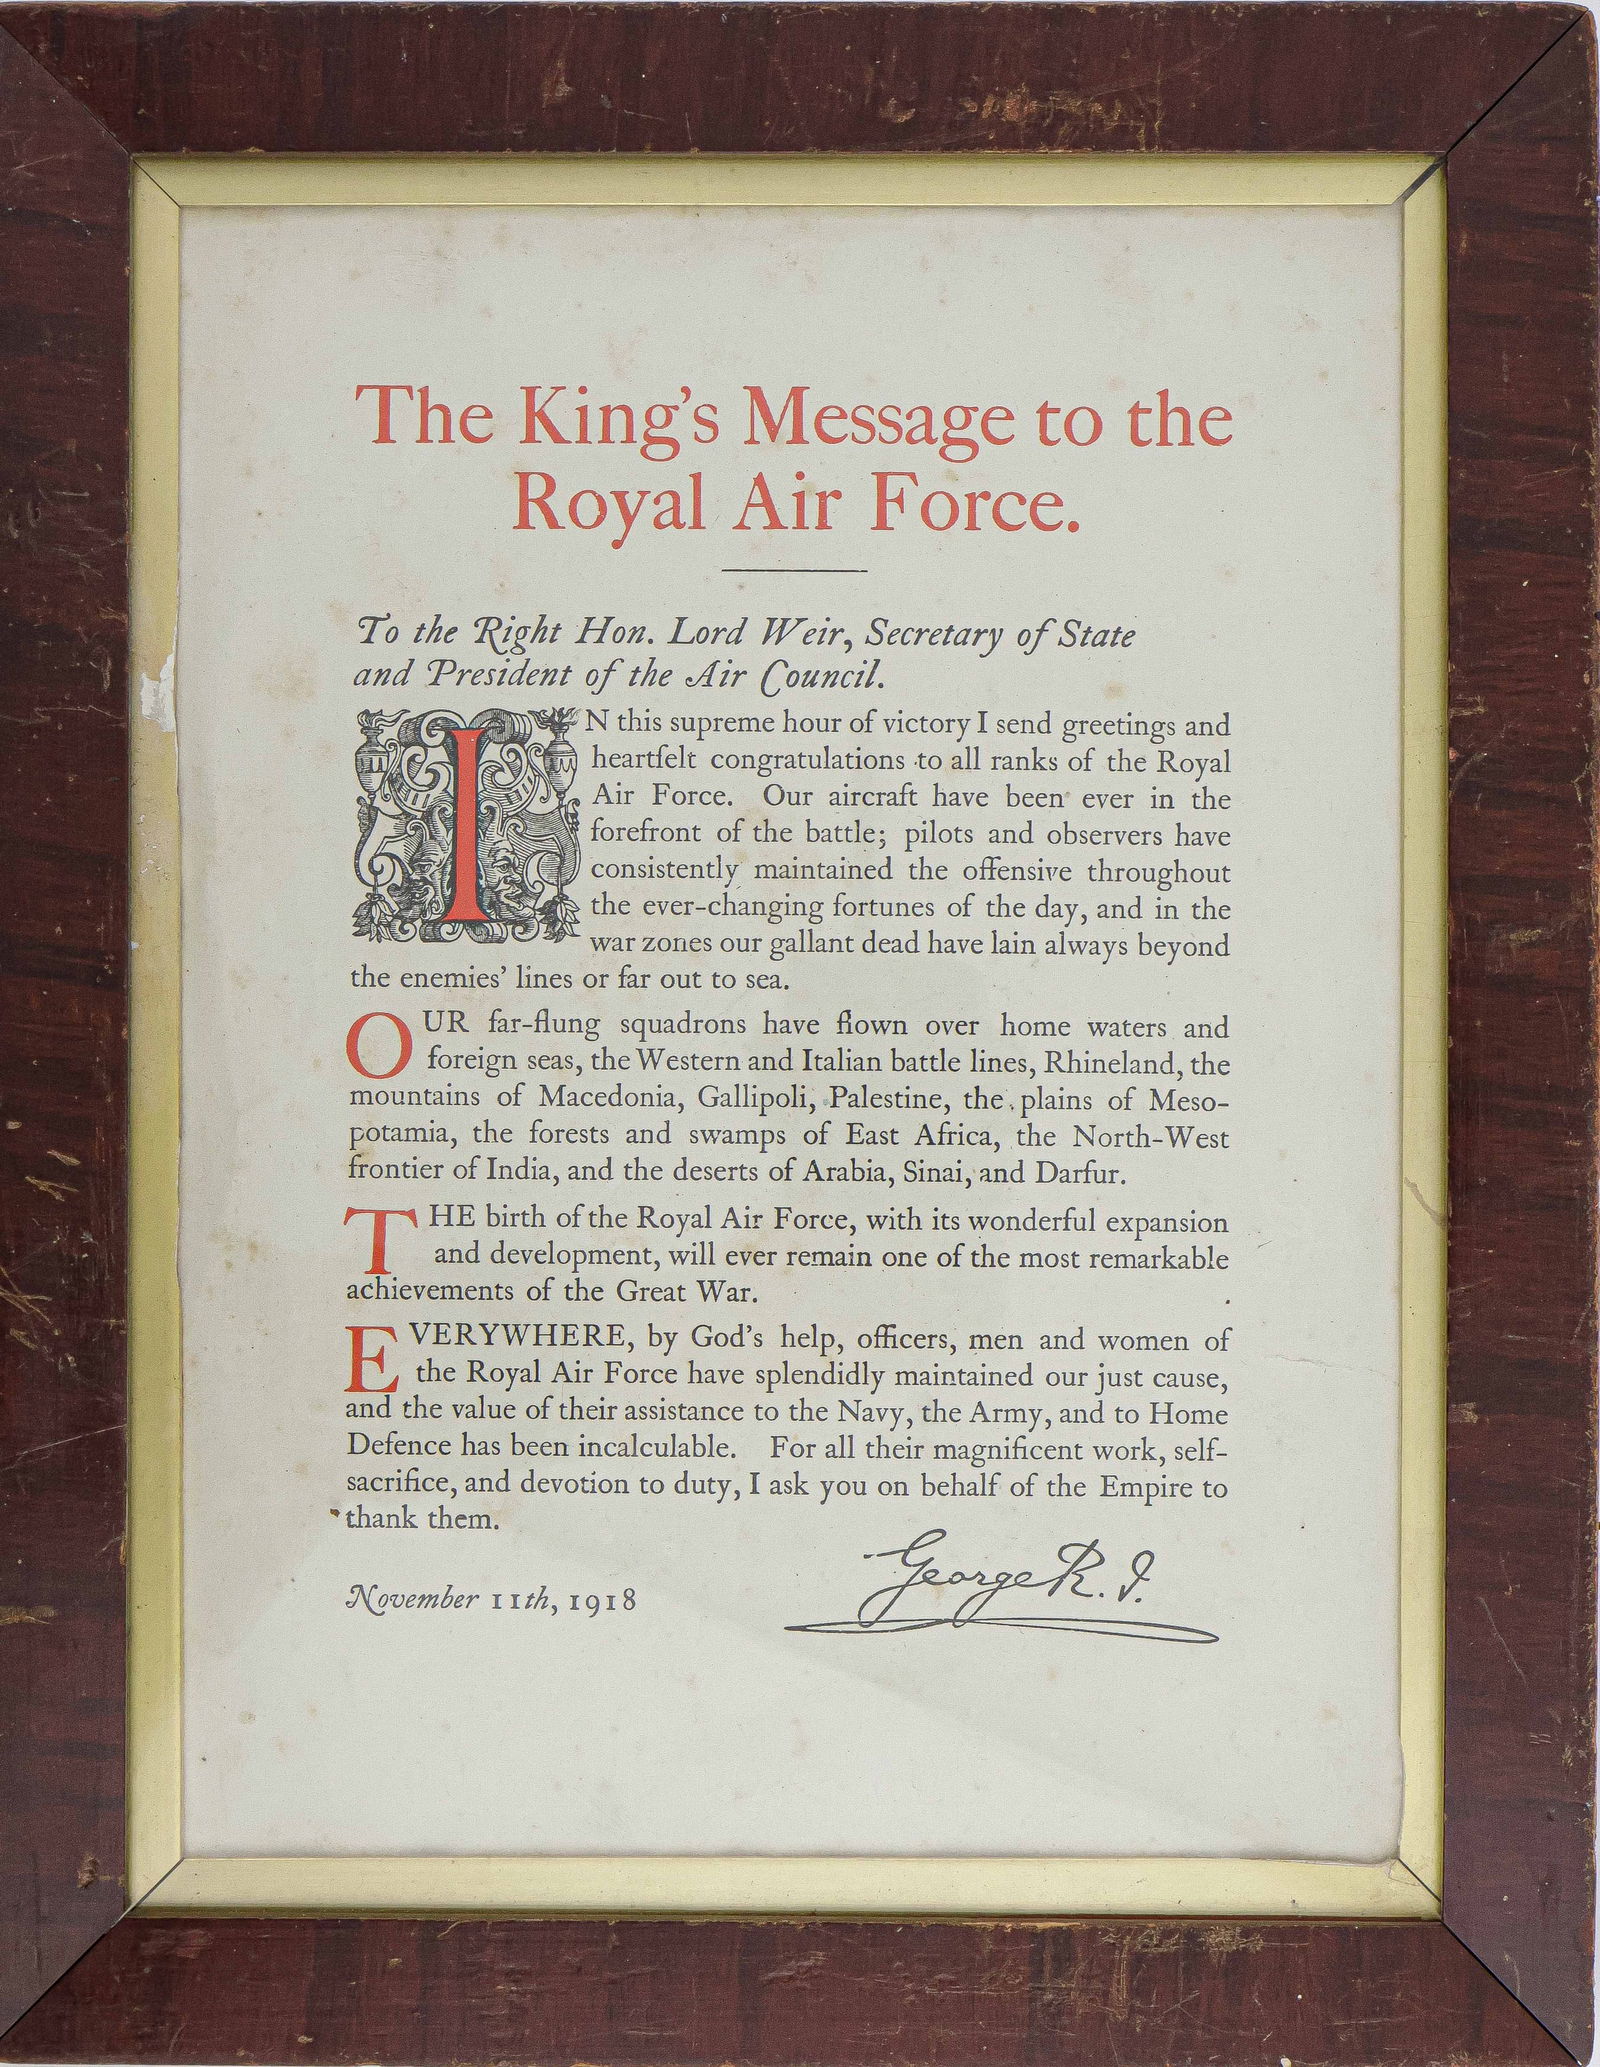 The King's Message to the
Royal Air Force.
To the Right Hon. Lord Weir, Secretary of State
and President of the Air Council.
IN this supreme hour of victory I send greetings and
heartfelt congratulations to all ranks of the Royal
Air Force. Our aircraft have been ever in the
forefront of the battle; pilots and observers have
consistently maintained the offensive throughout
the ever-changing fortunes of the day, and in the
war zones our gallant dead have lain always beyond
the enemies' lines or far out to sea.
OUR far-flung squadrons have flown over home waters and
foreign seas, the Western and Italian battle lines, Rhineland, the
mountains of Macedonia, Gallipoli, Palestine, the plains of Meso-
potamia, the forests and swamps of East Africa, the North-West
frontier of India, and the deserts of Arabia, Sinai, and Darfur.
THE birth of the Royal Air Force, with its wonderful expansion
and development, will ever remain one of the most remarkable
achievements of the Great War.
EVERYWHERE, by God's help, officers, men and women of
the Royal Air Force have splendidly maintained our just cause,
and the value of their assistance to the Navy, the Army, and to Home
Defence has been incalculable. For all their magnificent work, self-
sacrifice, and devotion to duty, I ask you on behalf of the Empire to
thank them.
George R. I.
November 11th, 1918